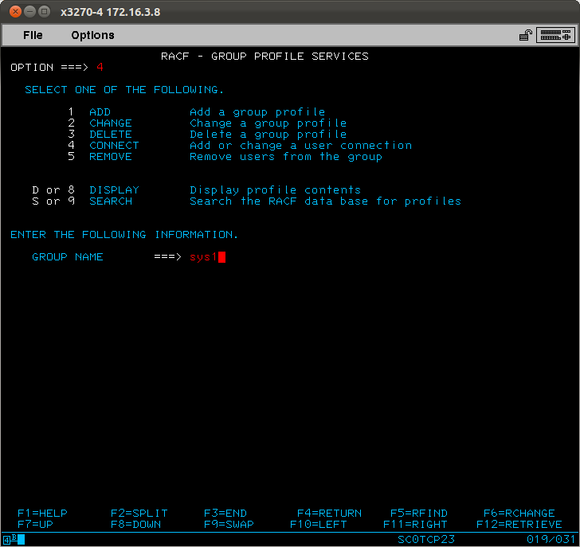 x3270-4 172.16.3.8
File Options
RACF - GROUP PROFILE SERVICES
OPTION ===> 4
SELECT ONE OF THE FOLLOWING.
1 ADD Add a group profile
2 CHANGE Change a group profile
3 DELETE Delete a group profile
4 CONNECT Add or change a user connection
5 REMOVE Remove users from the group
D or 8 DISPLAY Display profile contents
S or 9 SEARCH Search the RACF data base for profiles
ENTER THE FOLLOWING INFORMATION.
GROUP NAME ===> sys1
F1=HELP F2=SPLIT F3=END F4=RETURN F5=RFIND F6=RCHANGE
F7=UP F8=DOWN F9=SWAP F10=LEFT F11=RIGHT F12=RETRIEVE
4B SC0TCP23 019/031